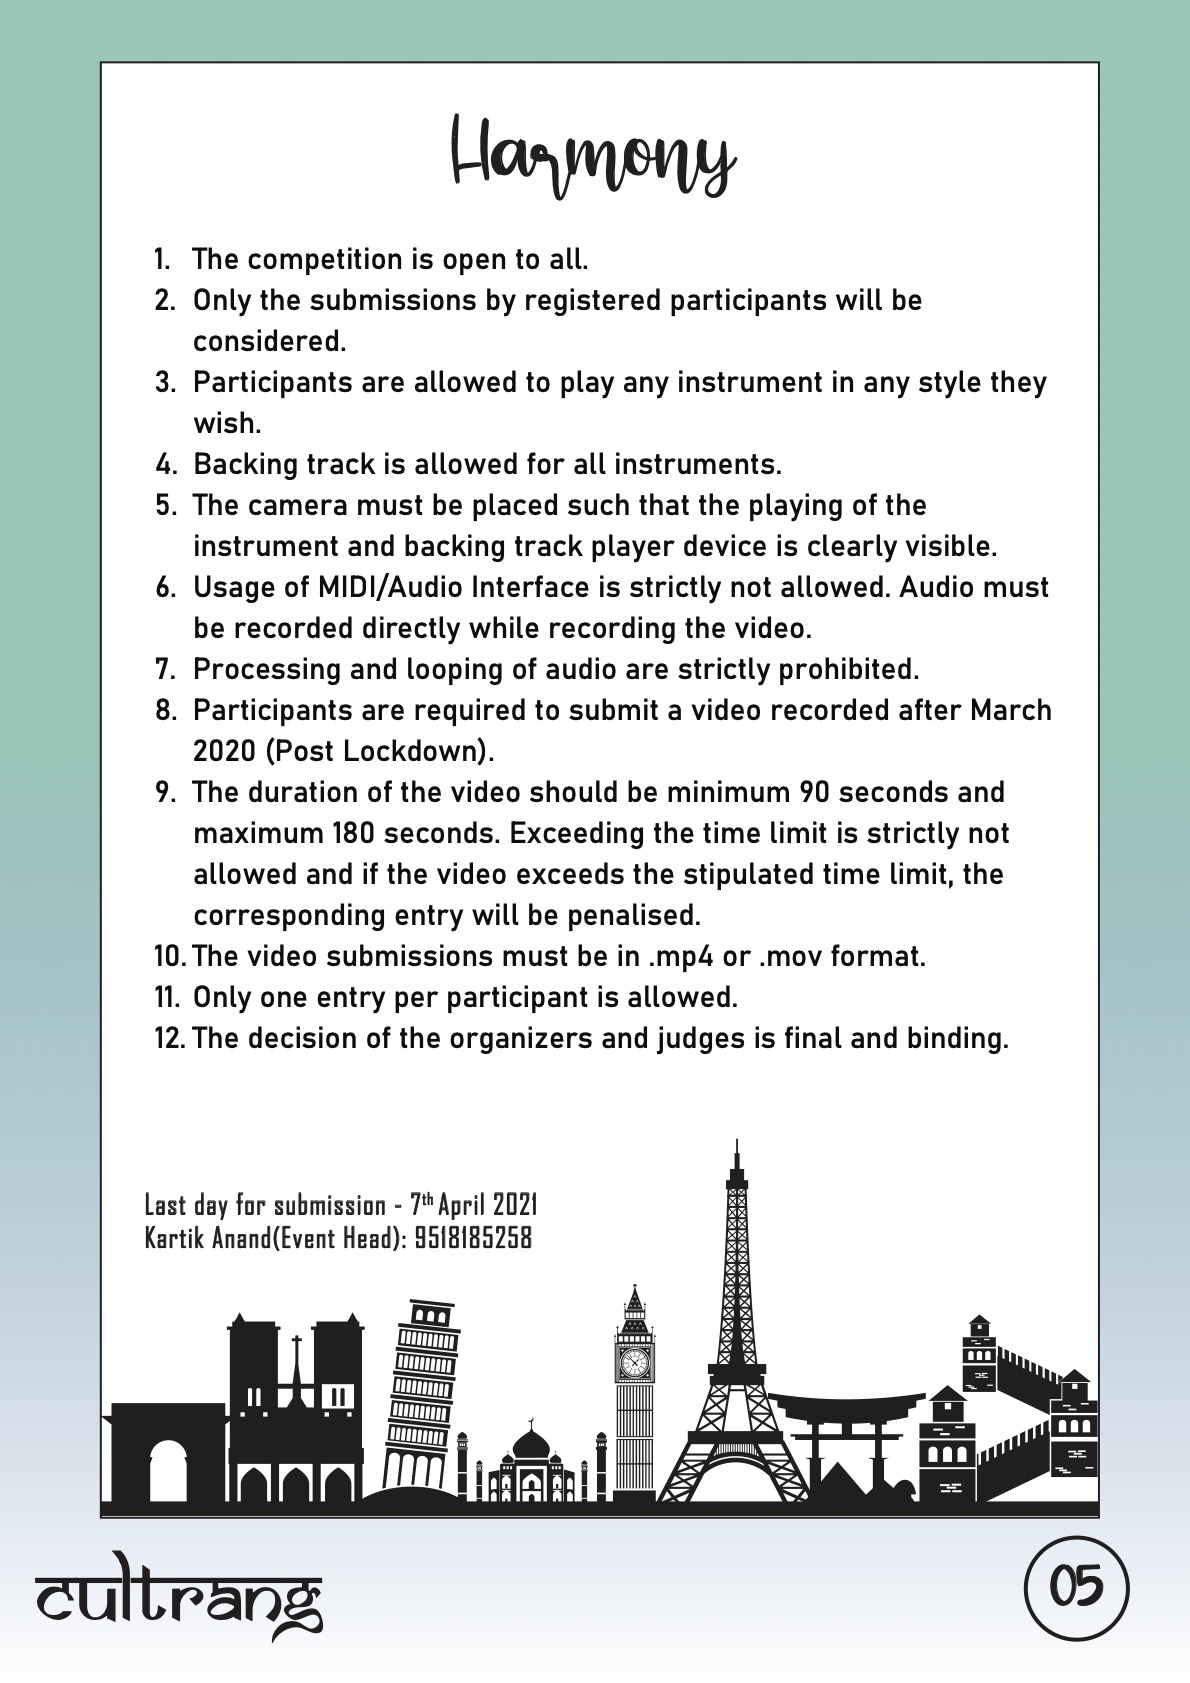 Harmony
1. The competition is open to all.
2. Only the submissions by registered participants will be
considered.
3. Participants are allowed to play any instrument in any style they
wish.
4. Backing track is allowed for all instruments.
5. The camera must be placed such that the playing of the
instrument and backing track player device is clearly visible.
6. Usage of MIDI/Audio Interface is strictly not allowed. Audio must
be recorded directly while recording the video.
7. Processing and looping of audio are strictly prohibited.
8. Participants are required to submit a video recorded after March
2020 (Post Lockdown).
9. The duration of the video should be minimum 90 seconds and
maximum 180 seconds. Exceeding the time limit is strictly not
allowed and if the video exceeds the stipulated time limit, the
corresponding entry will be penalised.
10. The video submissions must be in .mp4 or .mov format.
11. Only one entry per participant is allowed.
12. The decision of the organizers and judges is final and binding.
Last day for submission - 7th April 2021
Kartik Anand(Event Head): 9518185258
cultrang
05